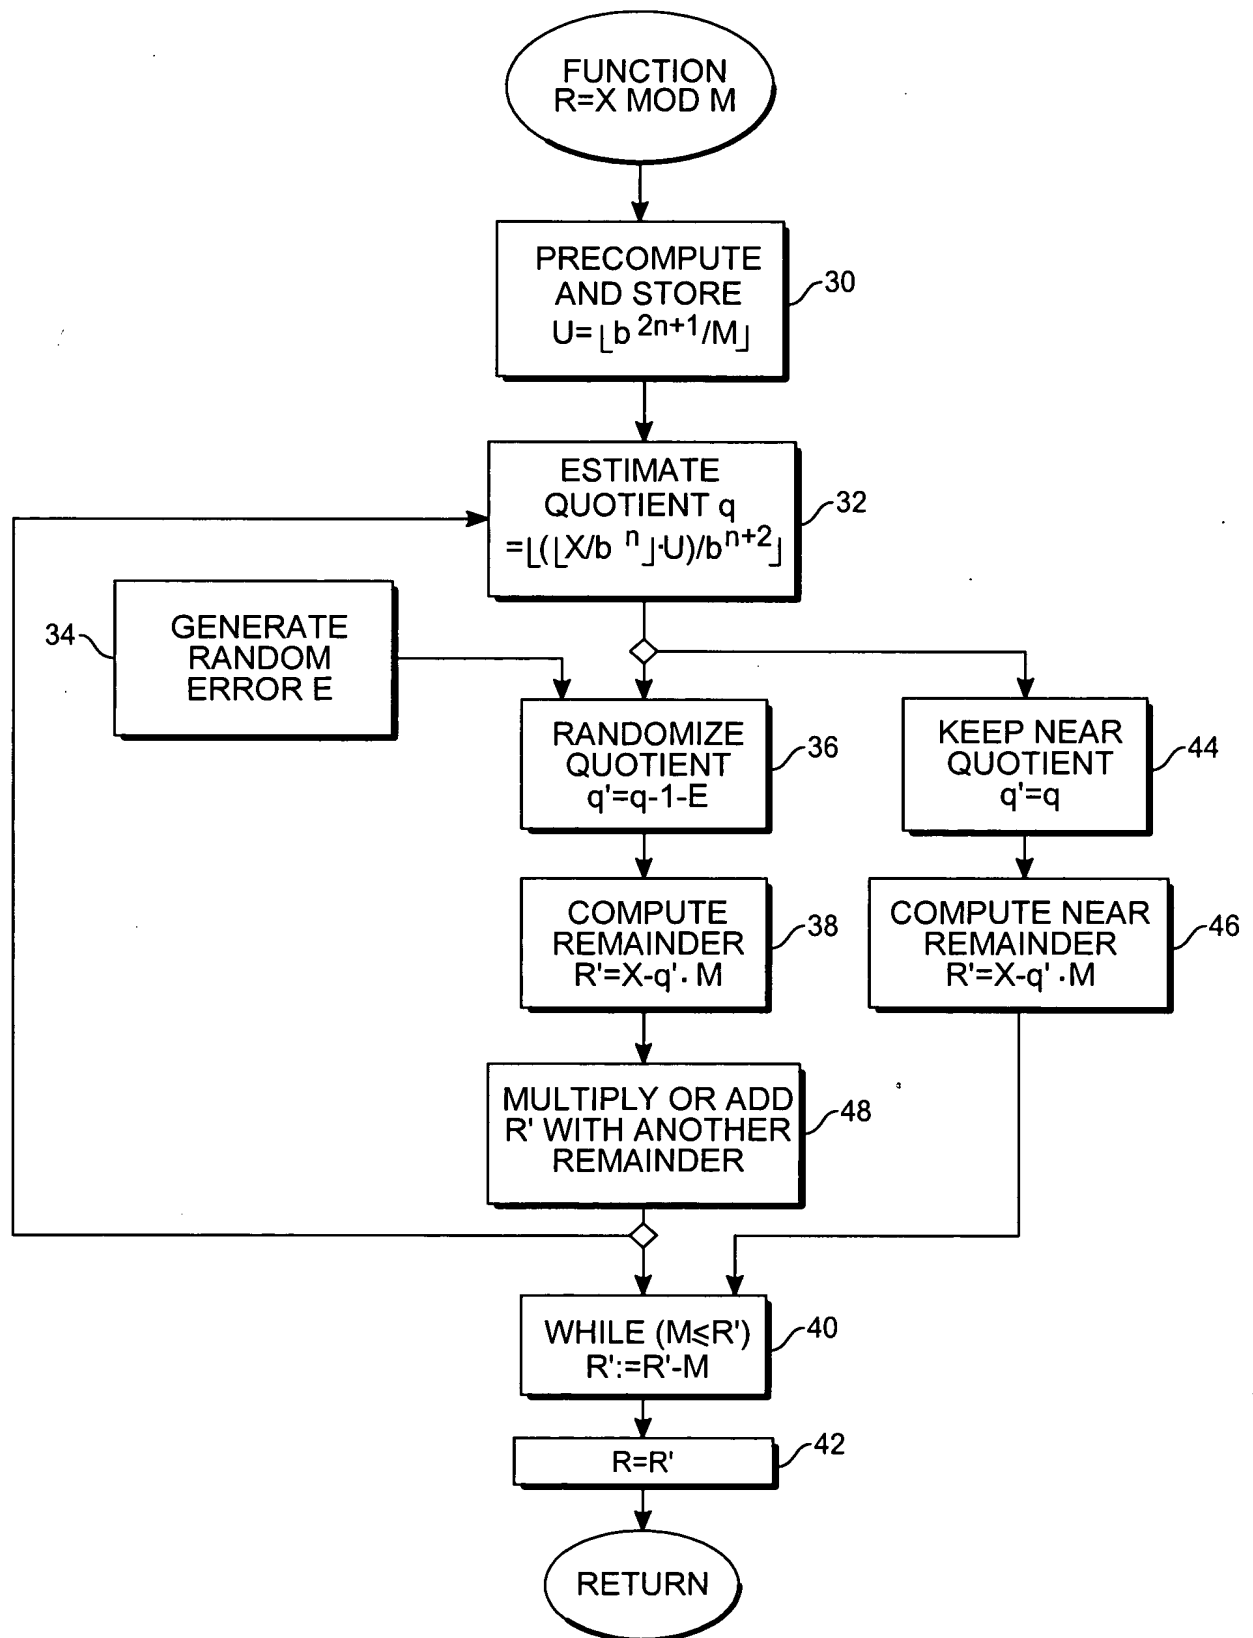 FUNCTION
R=X MOD M
PRECOMPUTE
AND STORE
U=⌊b^2n+1/M⌋
30
ESTIMATE
QUOTIENT q
=⌊(⌊X/b^n⌋·U)/b^n+2⌋
32
GENERATE
RANDOM
ERROR E
34
RANDOMIZE
QUOTIENT
q'=q-1-E
36
KEEP NEAR
QUOTIENT
q'=q
44
COMPUTE
REMAINDER
R'=X-q'·M
38
COMPUTE NEAR
REMAINDER
R'=X-q'·M
46
MULTIPLY OR ADD
R' WITH ANOTHER
REMAINDER
48
WHILE (M⩽R')
R':=R'-M
40
R=R'
42
RETURN